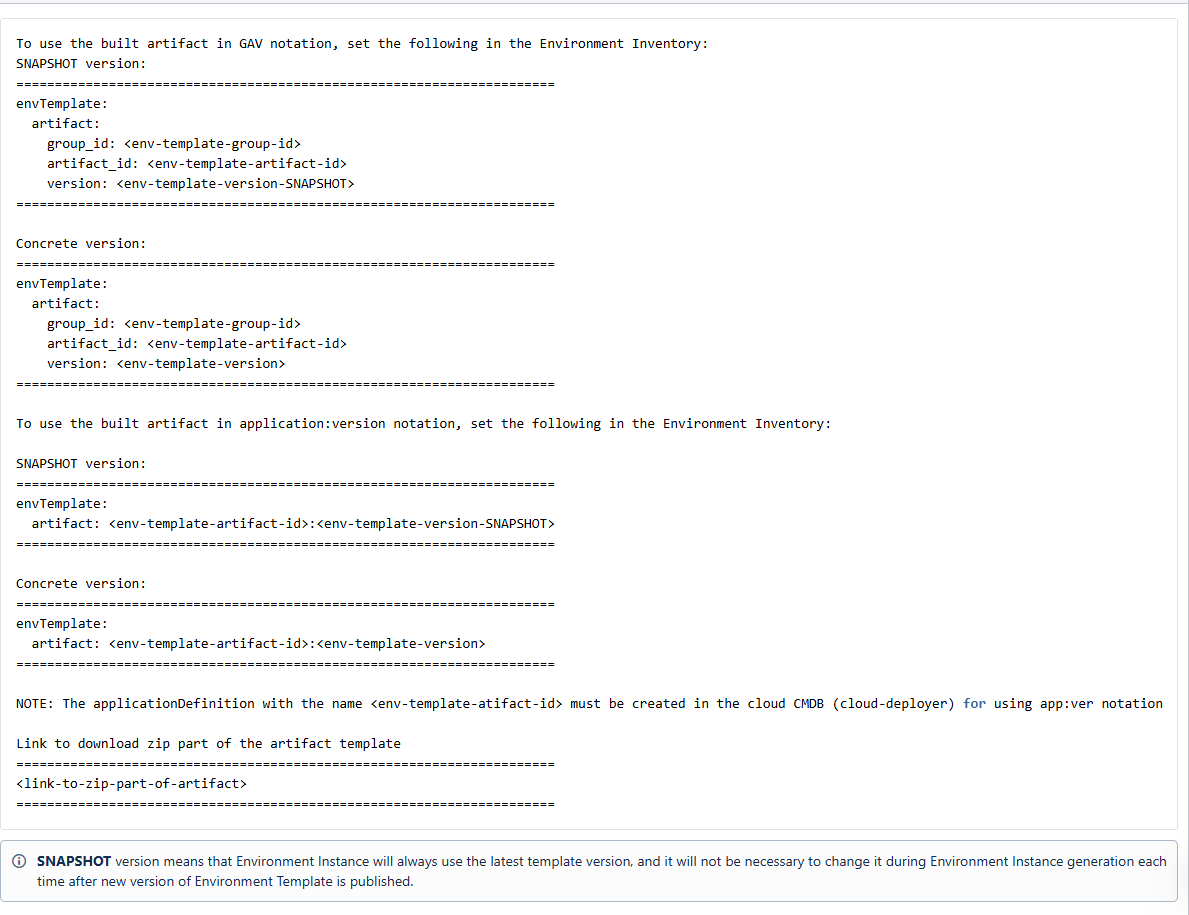 To use the built artifact in GAV notation, set the following in the Environment Inventory:
SNAPSHOT version:
======================================================================
envTemplate:
  artifact:
    group_id: <env-template-group-id>
    artifact_id: <env-template-artifact-id>
    version: <env-template-version-SNAPSHOT>
======================================================================

Concrete version:
======================================================================
envTemplate:
  artifact:
    group_id: <env-template-group-id>
    artifact_id: <env-template-artifact-id>
    version: <env-template-version>
======================================================================

To use the built artifact in application:version notation, set the following in the Environment Inventory:

SNAPSHOT version:
======================================================================
envTemplate:
  artifact: <env-template-artifact-id>:<env-template-version-SNAPSHOT>
======================================================================

Concrete version:
======================================================================
envTemplate:
  artifact: <env-template-artifact-id>:<env-template-version>
======================================================================

NOTE: The applicationDefinition with the name <env-template-atifact-id> must be created in the cloud CMDB (cloud-deployer) for using app:ver notation

Link to download zip part of the artifact template
======================================================================
<link-to-zip-part-of-artifact>
======================================================================
SNAPSHOT version means that Environment Instance will always use the latest template version, and it will not be necessary to change it during Environment Instance generation each
time after new version of Environment Template is published.